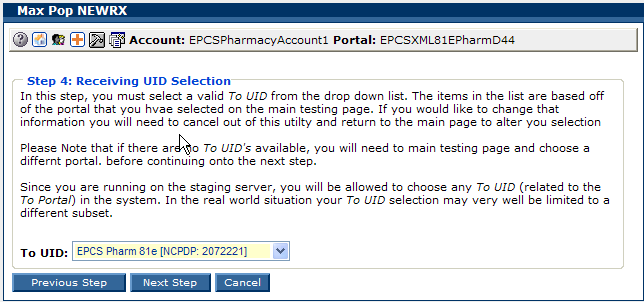 Max Pop NEWRX
Account: EPCSPharmacyAccount1 Portal: EPCSXML81EPharmD44
Step 4: Receiving UID Selection
In this step, you must select a valid To UID from the drop down list. The items in the list are based off
of the portal that you hvae selected on the main testing page. If you would like to change that
information you will need to cancel out of this utilty and return to the main page to alter you selection
Please Note that if there are no To UID's available, you will need to main testing page and choose a
differnt portal. before continuing onto the next step.
Since you are running on the staging server, you will be allowed to choose any To UID (related to the
To Portal) in the system. In the real world situation your To UID selection may very well be limited to a
different subset.
To UID: EPCS Pharm 81e [NCPDP: 2072221]
Previous Step Next Step Cancel